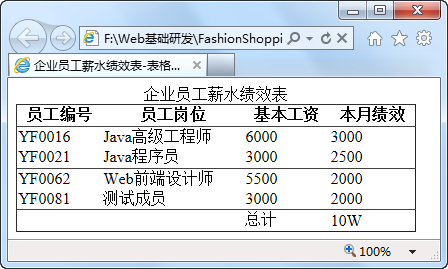 F:\Web基础研发\FashionShoppi
企业员工薪水绩效表-表格...
企业员工薪水绩效表
员工编号 员工岗位 基本工资 本月绩效
YF0016 Java高级工程师 6000 3000
YF0021 Java程序员 3000 2500
YF0062 Web前端设计师 5500 2000
YF0081 测试成员 3000 2000
总计 10W
100%